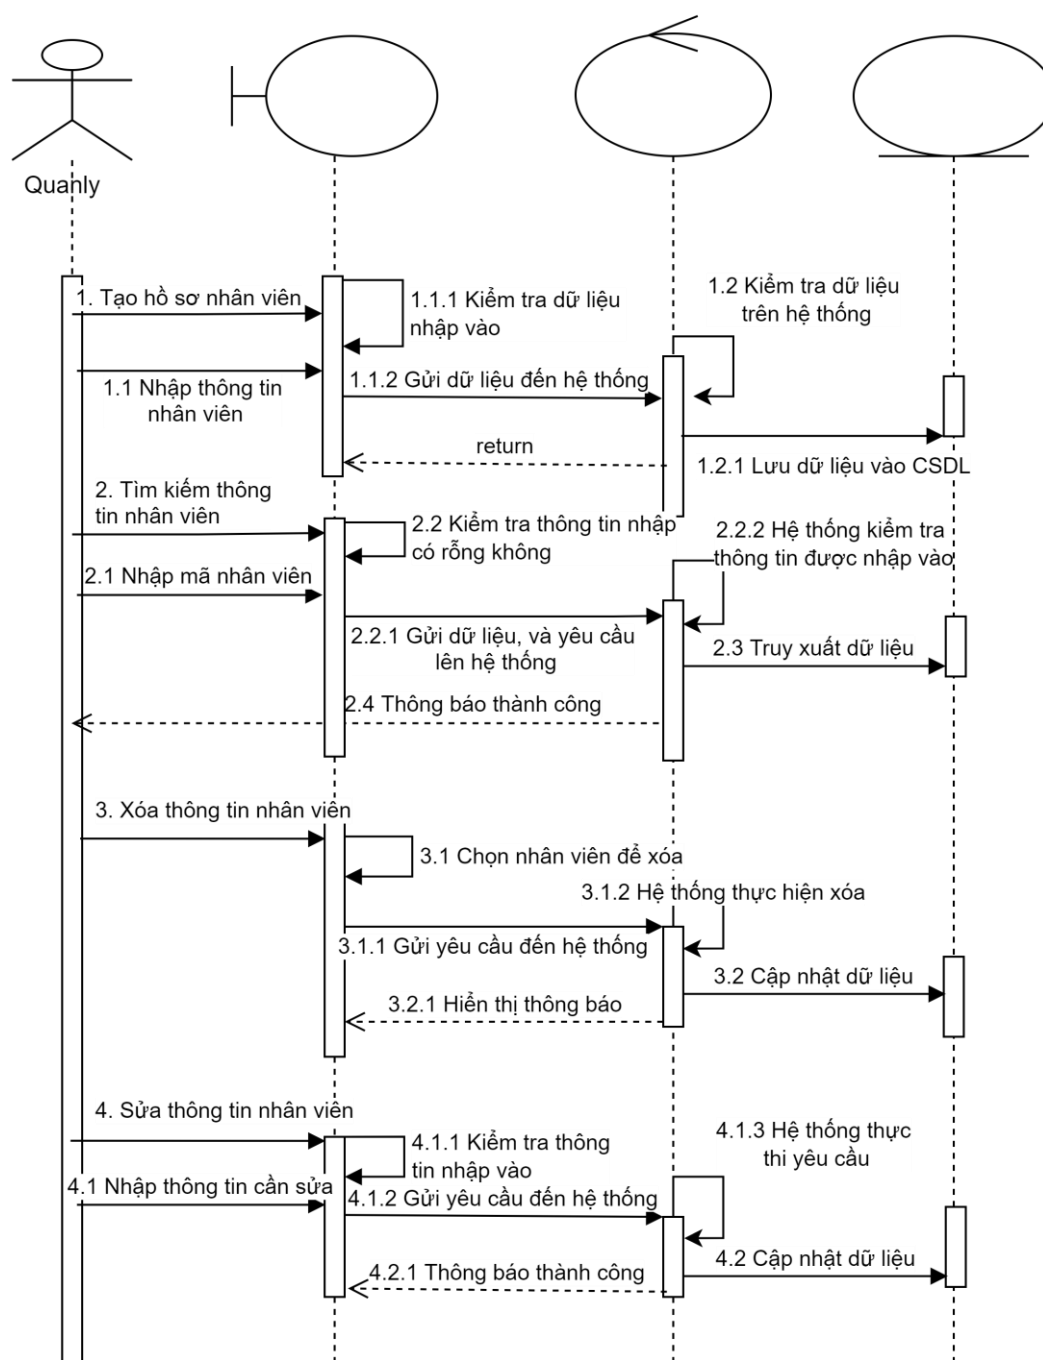 Quanly
1. Tạo hồ sơ nhân viên
1.1.1 Kiểm tra dữ liệu
nhập vào
1.2 Kiểm tra dữ liệu
trên hệ thống
1.1 Nhập thông tin
nhân viên
1.1.2 Gửi dữ liệu đến hệ thống
return
1.2.1 Lưu dữ liệu vào CSDL
2. Tìm kiếm thông
tin nhân viên
2.2 Kiểm tra thông tin nhập
có rỗng không
2.2.2 Hệ thống kiểm tra
thông tin được nhập vào
2.1 Nhập mã nhân viên
2.2.1 Gửi dữ liệu, và yêu cầu
lên hệ thống
2.3 Truy xuất dữ liệu
2.4 Thông báo thành công
3. Xóa thông tin nhân viên
3.1 Chọn nhân viên để xóa
3.1.2 Hệ thống thực hiện xóa
3.1.1 Gửi yêu cầu đến hệ thống
3.2 Cập nhật dữ liệu
3.2.1 Hiển thị thông báo
4. Sửa thông tin nhân viên
4.1.1 Kiểm tra thông
tin nhập vào
4.1.3 Hệ thống thực
thi yêu cầu
4.1 Nhập thông tin cần sửa
4.1.2 Gửi yêu cầu đến hệ thống
4.2 Cập nhật dữ liệu
4.2.1 Thông báo thành công